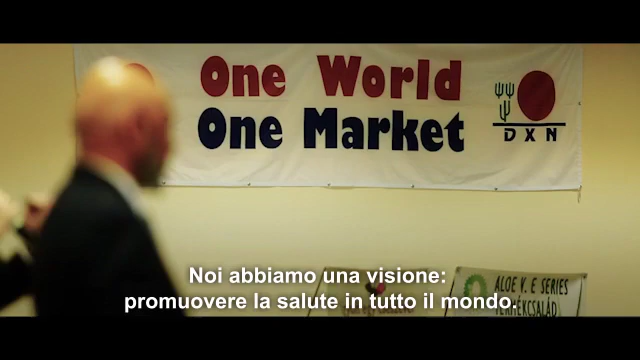 One World
One Market
DXN
Noi abbiamo una visione:
promuovere la salute in tutto il mondo.
ALOE V. E SERIES
TERMÉKCSALÁD